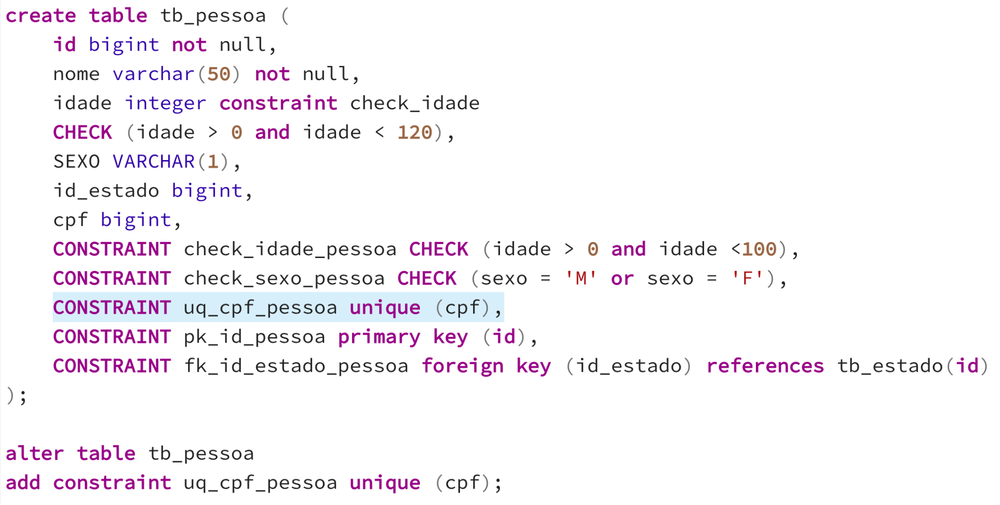 create table tb_pessoa (
    id bigint not null,
    nome varchar(50) not null,
    idade integer constraint check_idade
    CHECK (idade > 0 and idade < 120),
    SEXO VARCHAR(1),
    id_estado bigint,
    cpf bigint,
    CONSTRAINT check_idade_pessoa CHECK (idade > 0 and idade <100),
    CONSTRAINT check_sexo_pessoa CHECK (sexo = 'M' or sexo = 'F'),
    CONSTRAINT uq_cpf_pessoa unique (cpf),
    CONSTRAINT pk_id_pessoa primary key (id),
    CONSTRAINT fk_id_estado_pessoa foreign key (id_estado) references tb_estado(id)
);

alter table tb_pessoa
add constraint uq_cpf_pessoa unique (cpf);